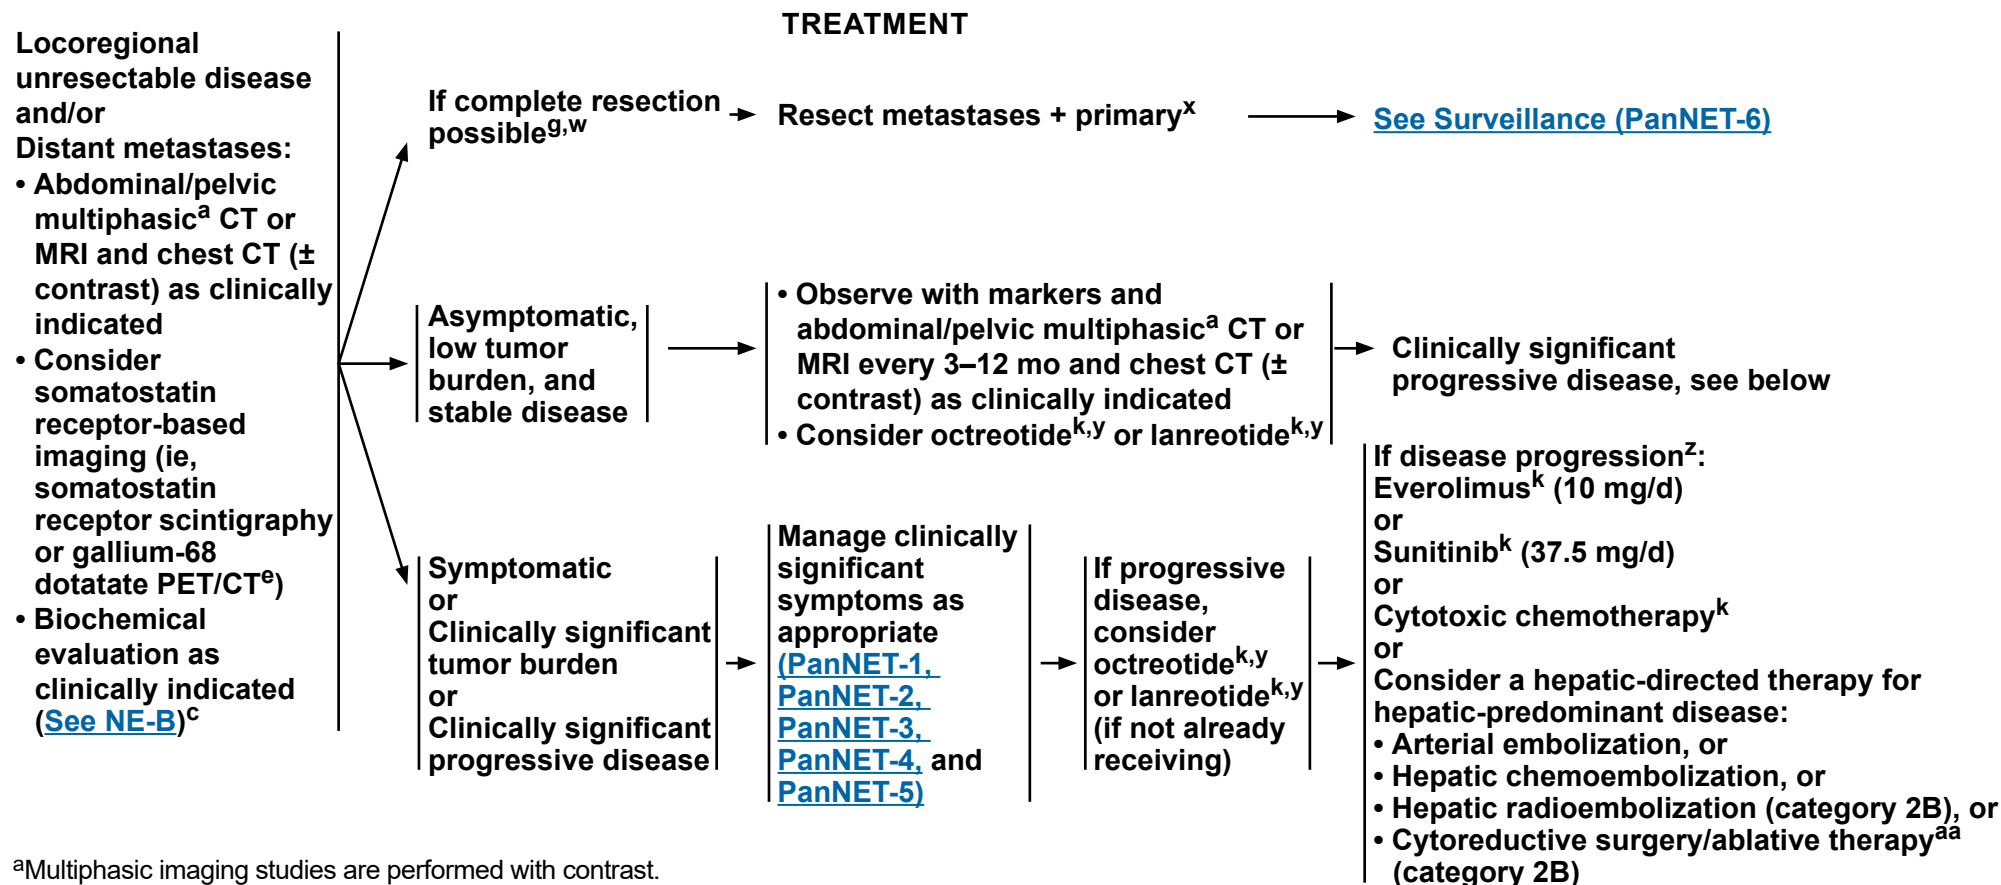 TREATMENT
Locoregional
unresectable disease
and/or
Distant metastases:
• Abdominal/pelvic
multiphasicᵃ CT or
MRI and chest CT (±
contrast) as clinically
indicated
• Consider
somatostatin
receptor-based
imaging (ie,
somatostatin
receptor scintigraphy
or gallium-68
dotatate PET/CTᵉ)
• Biochemical
evaluation as
clinically indicated
(See NE-B)ᶜ
If complete resection
possibleᵍ,ʷ
Resect metastases + primaryˣ
See Surveillance (PanNET-6)
Asymptomatic,
low tumor
burden, and
stable disease
• Observe with markers and
abdominal/pelvic multiphasicᵃ CT or
MRI every 3–12 mo and chest CT (±
contrast) as clinically indicated
• Consider octreotideᵏ,ʸ or lanreotideᵏ,ʸ
Clinically significant
progressive disease, see below
Symptomatic
or
Clinically significant
tumor burden
or
Clinically significant
progressive disease
Manage clinically
significant
symptoms as
appropriate
(PanNET-1,
PanNET-2,
PanNET-3,
PanNET-4, and
PanNET-5)
If progressive
disease,
consider
octreotideᵏ,ʸ
or lanreotideᵏ,ʸ
(if not already
receiving)
If disease progressionᶻ:
Everolimusᵏ (10 mg/d)
or
Sunitinibᵏ (37.5 mg/d)
or
Cytotoxic chemotherapyᵏ
or
Consider a hepatic-directed therapy for
hepatic-predominant disease:
• Arterial embolization, or
• Hepatic chemoembolization, or
• Hepatic radioembolization (category 2B), or
• Cytoreductive surgery/ablative therapyᵃᵃ
(category 2B)
ᵃMultiphasic imaging studies are performed with contrast.